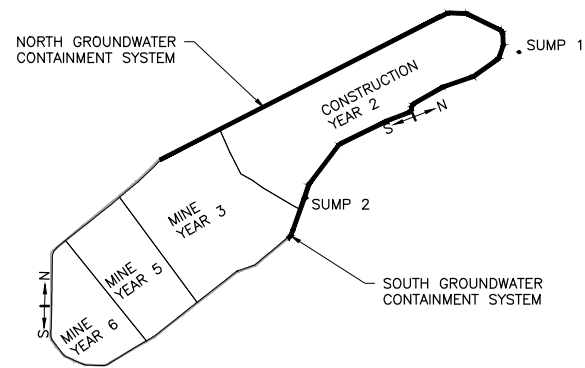 NORTH GROUNDWATER
CONTAINMENT SYSTEM
SUMP 1
CONSTRUCTION
YEAR 2
S
N
SUMP 2
MINE
YEAR 3
MINE
YEAR 5
N
S
MINE
YEAR 6
SOUTH GROUNDWATER
CONTAINMENT SYSTEM